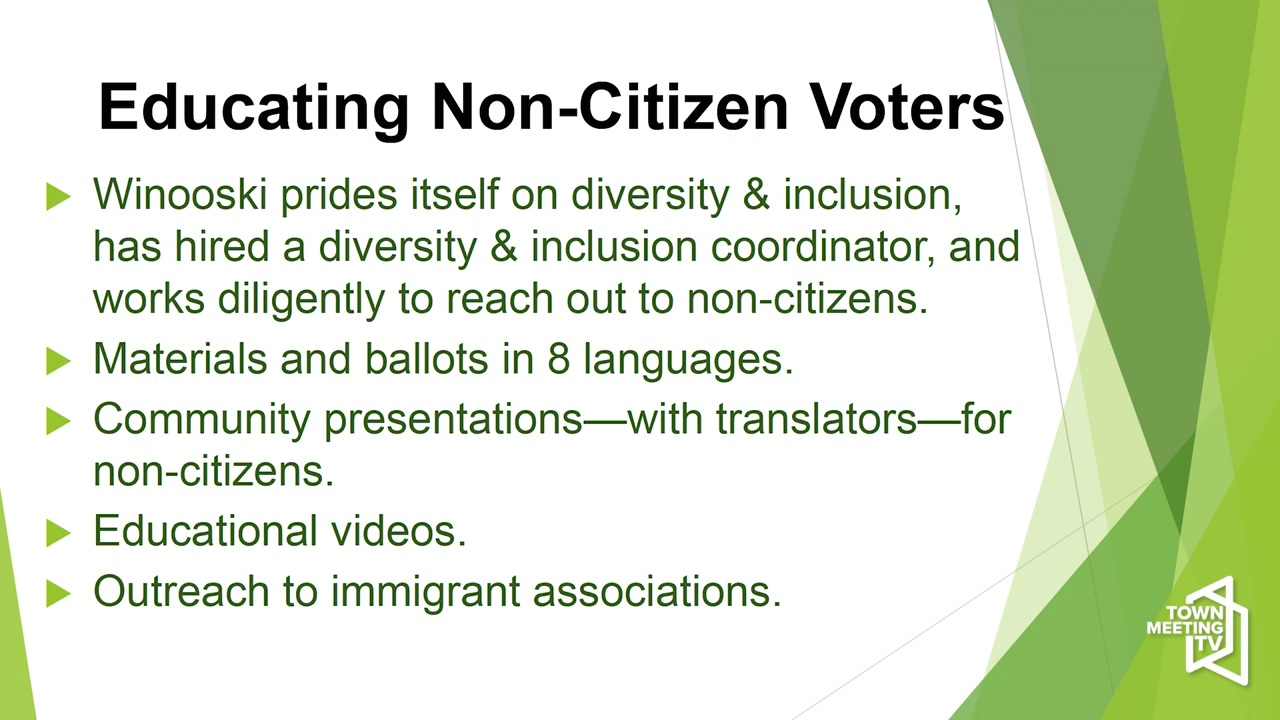 Educating Non-Citizen Voters
Winooski prides itself on diversity & inclusion,
has hired a diversity & inclusion coordinator, and
works diligently to reach out to non-citizens.
Materials and ballots in 8 languages.
Community presentations—with translators—for
non-citizens.
Educational videos.
Outreach to immigrant associations.
TOWN
MEETING
TV